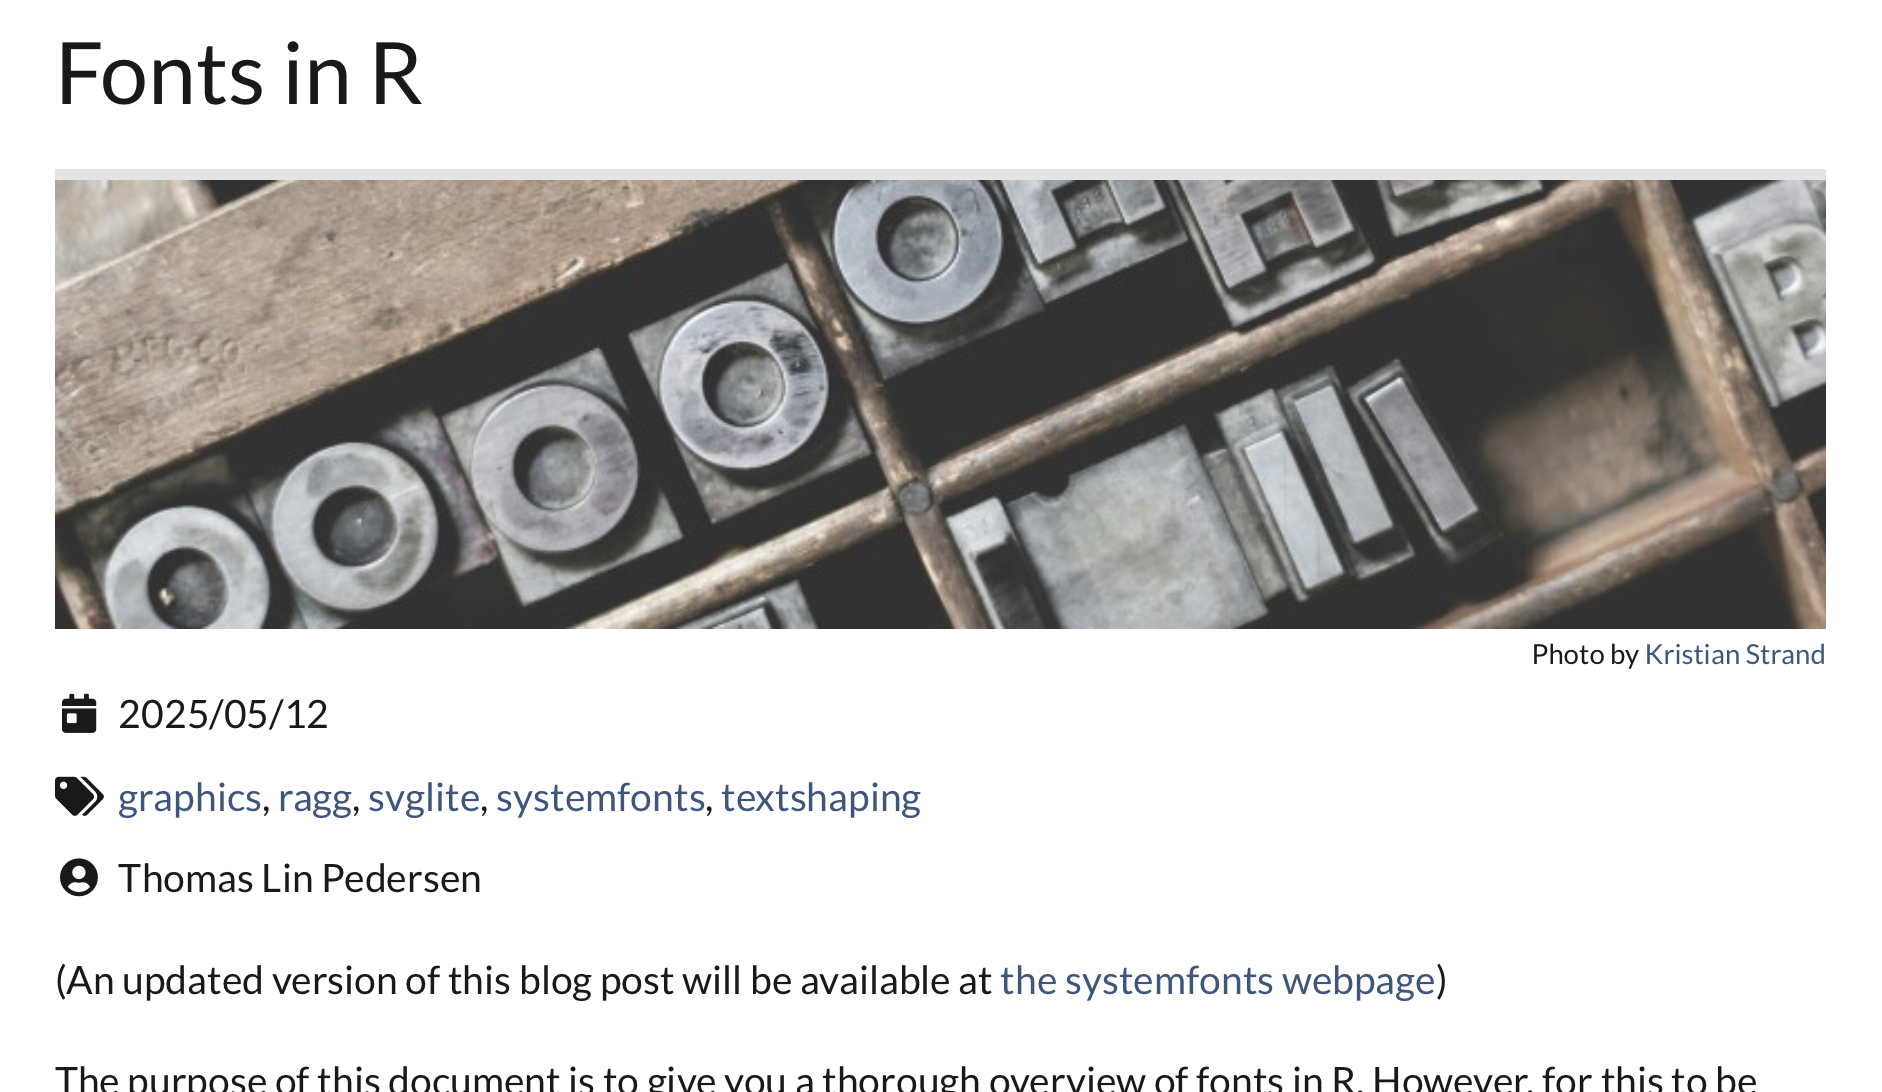 Fonts in R
Photo by Kristian Strand
2025/05/12
graphics, ragg, svglite, systemfonts, textshaping
Thomas Lin Pedersen
(An updated version of this blog post will be available at the systemfonts webpage)
The purpose of this document is to give you a thorough overview of fonts in R. However, for this to be